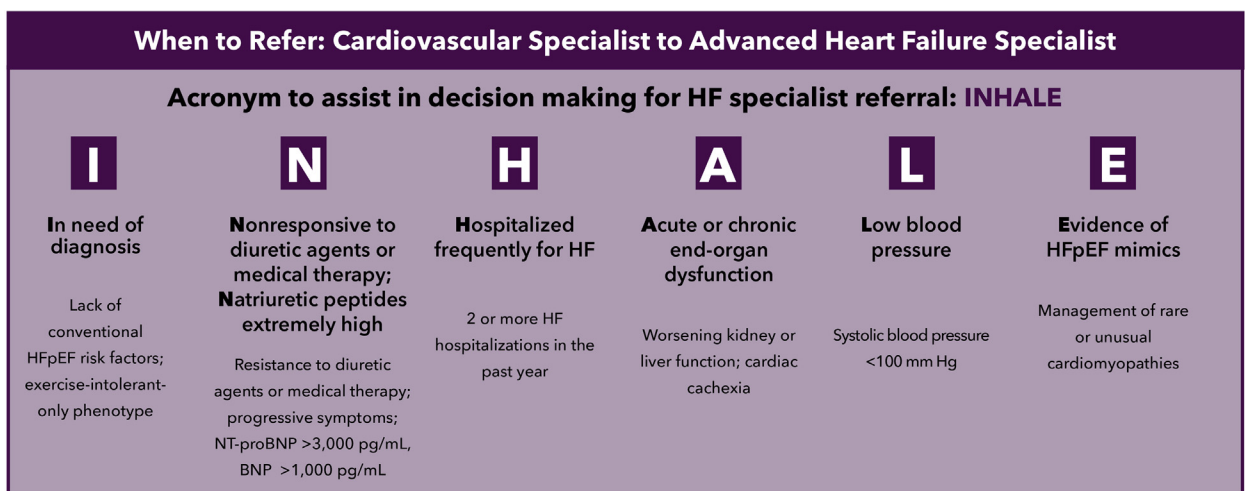 When to Refer: Cardiovascular Specialist to Advanced Heart Failure Specialist
Acronym to assist in decision making for HF specialist referral: INHALE
I
In need of
diagnosis
Lack of
conventional
HFpEF risk factors;
exercise-intolerant-
only phenotype
N
Nonresponsive to
diuretic agents or
medical therapy;
Natriuretic peptides
extremely high
Resistance to diuretic
agents or medical therapy;
progressive symptoms;
NT-proBNP >3,000 pg/mL,
BNP >1,000 pg/mL
H
Hospitalized
frequently for HF
2 or more HF
hospitalizations in the
past year
A
Acute or chronic
end-organ
dysfunction
Worsening kidney or
liver function; cardiac
cachexia
L
Low blood
pressure
Systolic blood pressure
<100 mm Hg
E
Evidence of
HFpEF mimics
Management of rare
or unusual
cardiomyopathies